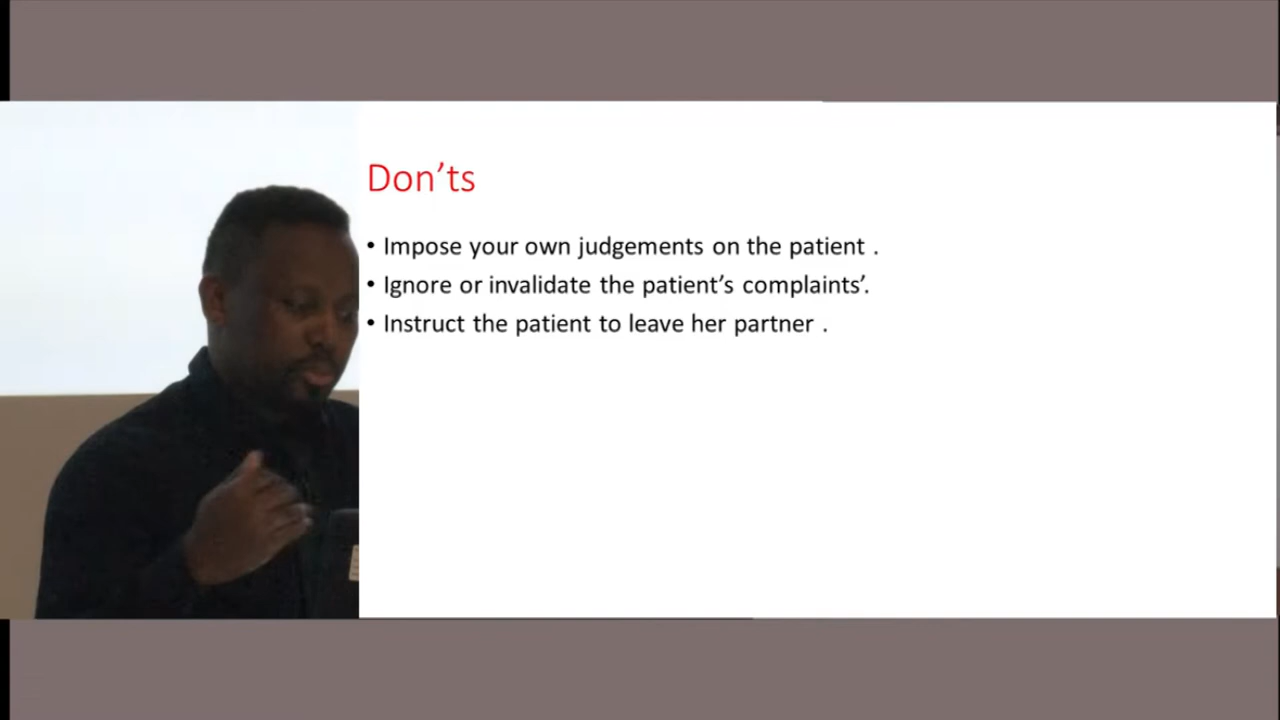 Don’ts
• Impose your own judgements on the patient .
• Ignore or invalidate the patient’s complaints’.
• Instruct the patient to leave her partner .